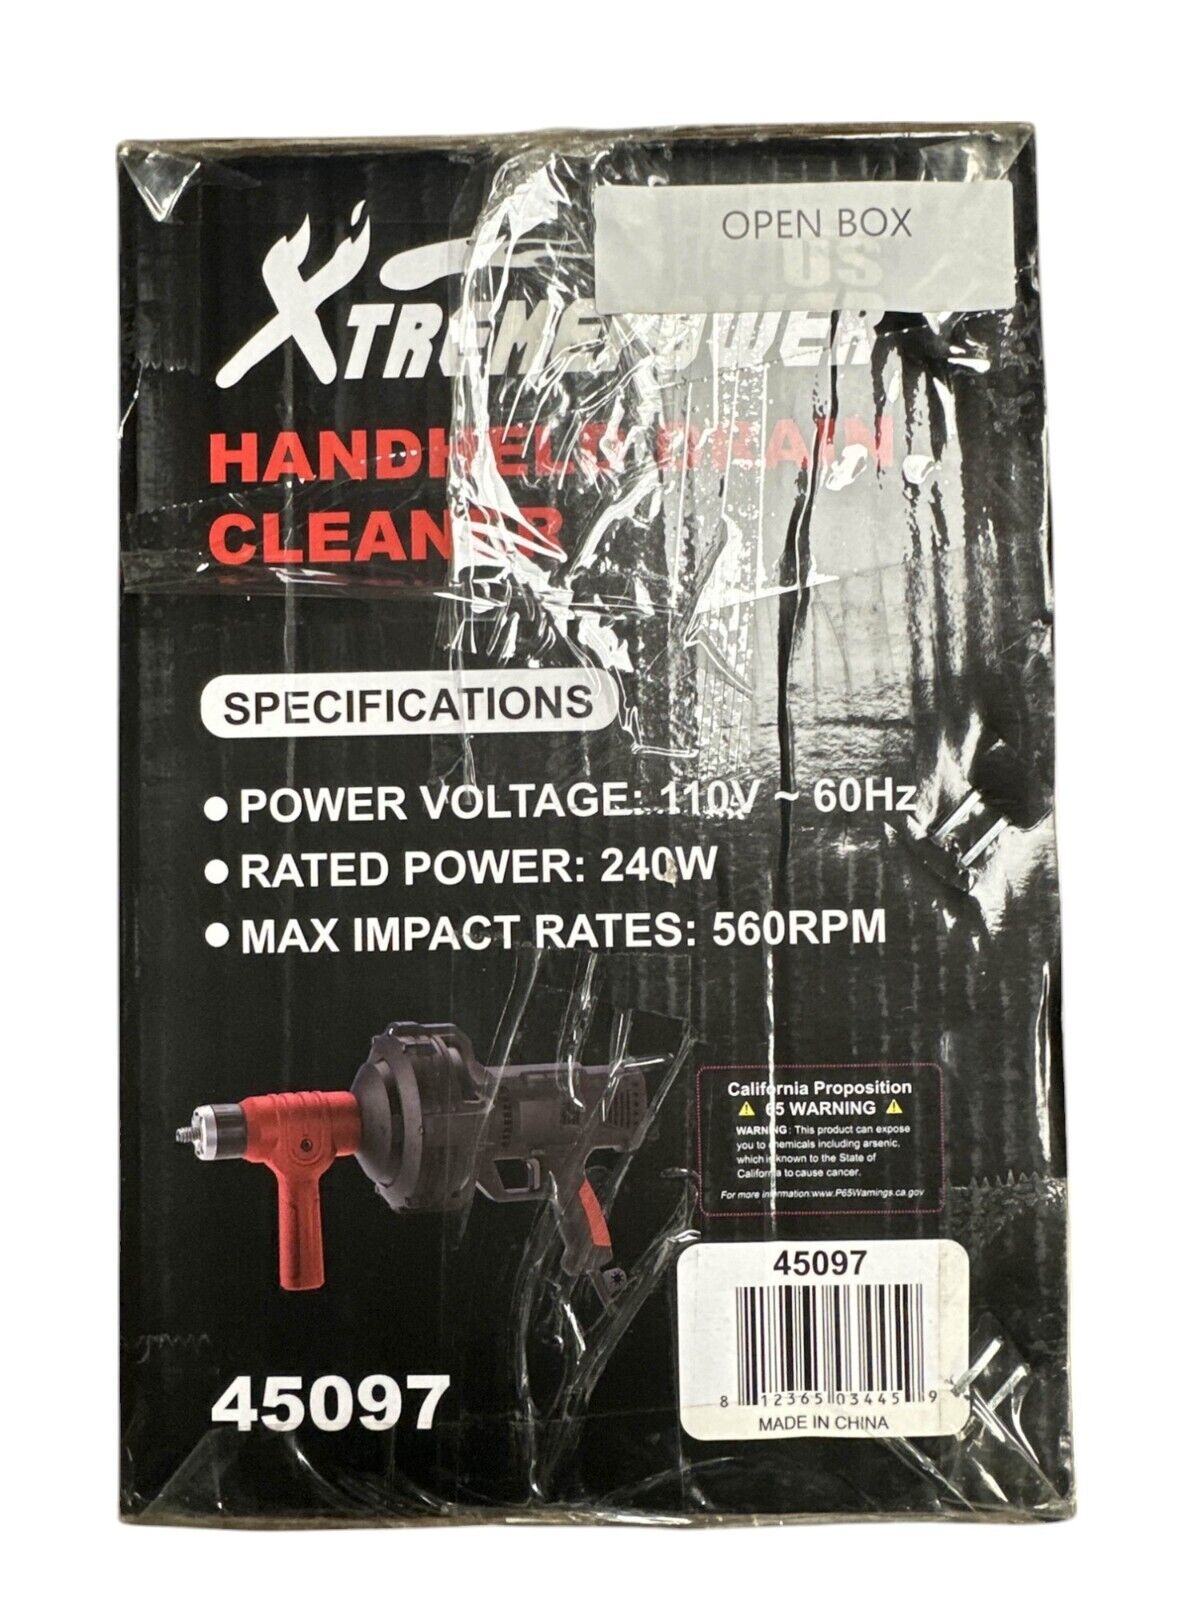 OPEN BOX
US
XTREMEPOWER
HANDHELD DRAIN
CLEANER
SPECIFICATIONS
● POWER VOLTAGE: 110V ~ 60Hz
● RATED POWER: 240W
● MAX IMPACT RATES: 560RPM
California Proposition
⚠ 65 WARNING ⚠
WARNING: This product can expose
you to chemicals including arsenic,
which is known to the State of
California to cause cancer.
For more information:www.P65Warnings.ca.gov
45097
8 12365 03445 9
MADE IN CHINA
45097